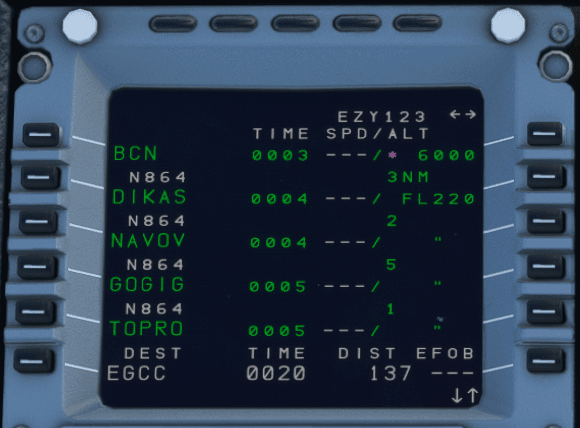 EZY123 ←→
TIME SPD/ALT
BCN 0003 ---/* 6000
N864 3NM
DIKAS 0004 ---/ FL220
N864 2
NAVOV 0004 ---/ "
N864 5
GOGIG 0005 ---/ "
N864 1
TOPRO 0005 ---/ "
DEST TIME DIST EFOB
EGCC 0020 137 ---
↓↑